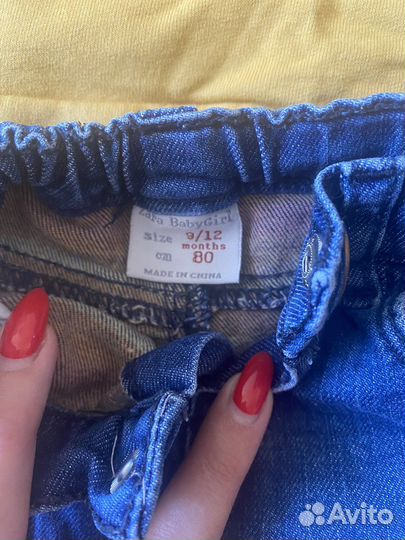 Zara BabyGirl
size 9/12
months
cm 80
MADE IN CHINA
Avito